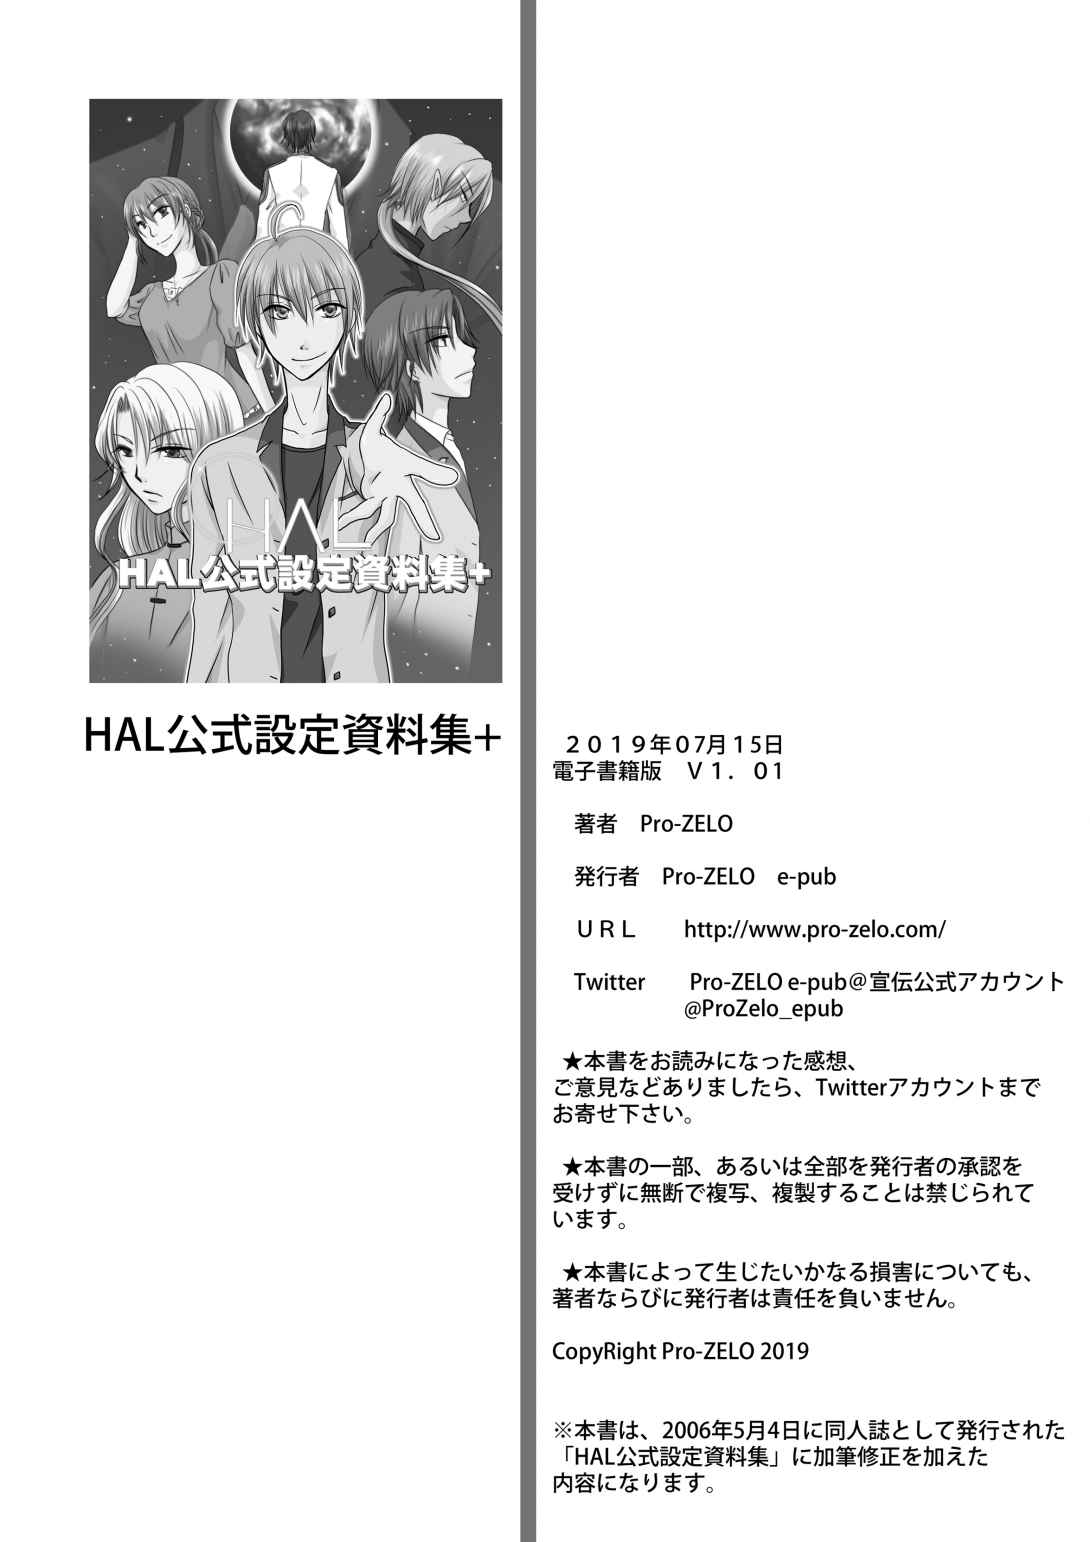 HAL
HAL公式設定資料集+
HAL公式設定資料集+
２０１９年０7月１5日
電子書籍版　Ｖ１．０1
著者　Pro-ZELO
発行者　Pro-ZELO　e-pub
ＵＲＬ　　http://www.pro-zelo.com/
Twitter　　Pro-ZELO e-pub＠宣伝公式アカウント
@ProZelo_epub
★本書をお読みになった感想、
ご意見などありましたら、Twitterアカウントまで
お寄せ下さい。
★本書の一部、あるいは全部を発行者の承認を
受けずに無断で複写、複製することは禁じられて
います。
★本書によって生じたいかなる損害についても、
著者ならびに発行者は責任を負いません。
CopyRight Pro-ZELO 2019
※本書は、2006年5月4日に同人誌として発行された
「HAL公式設定資料集」に加筆修正を加えた
内容になります。